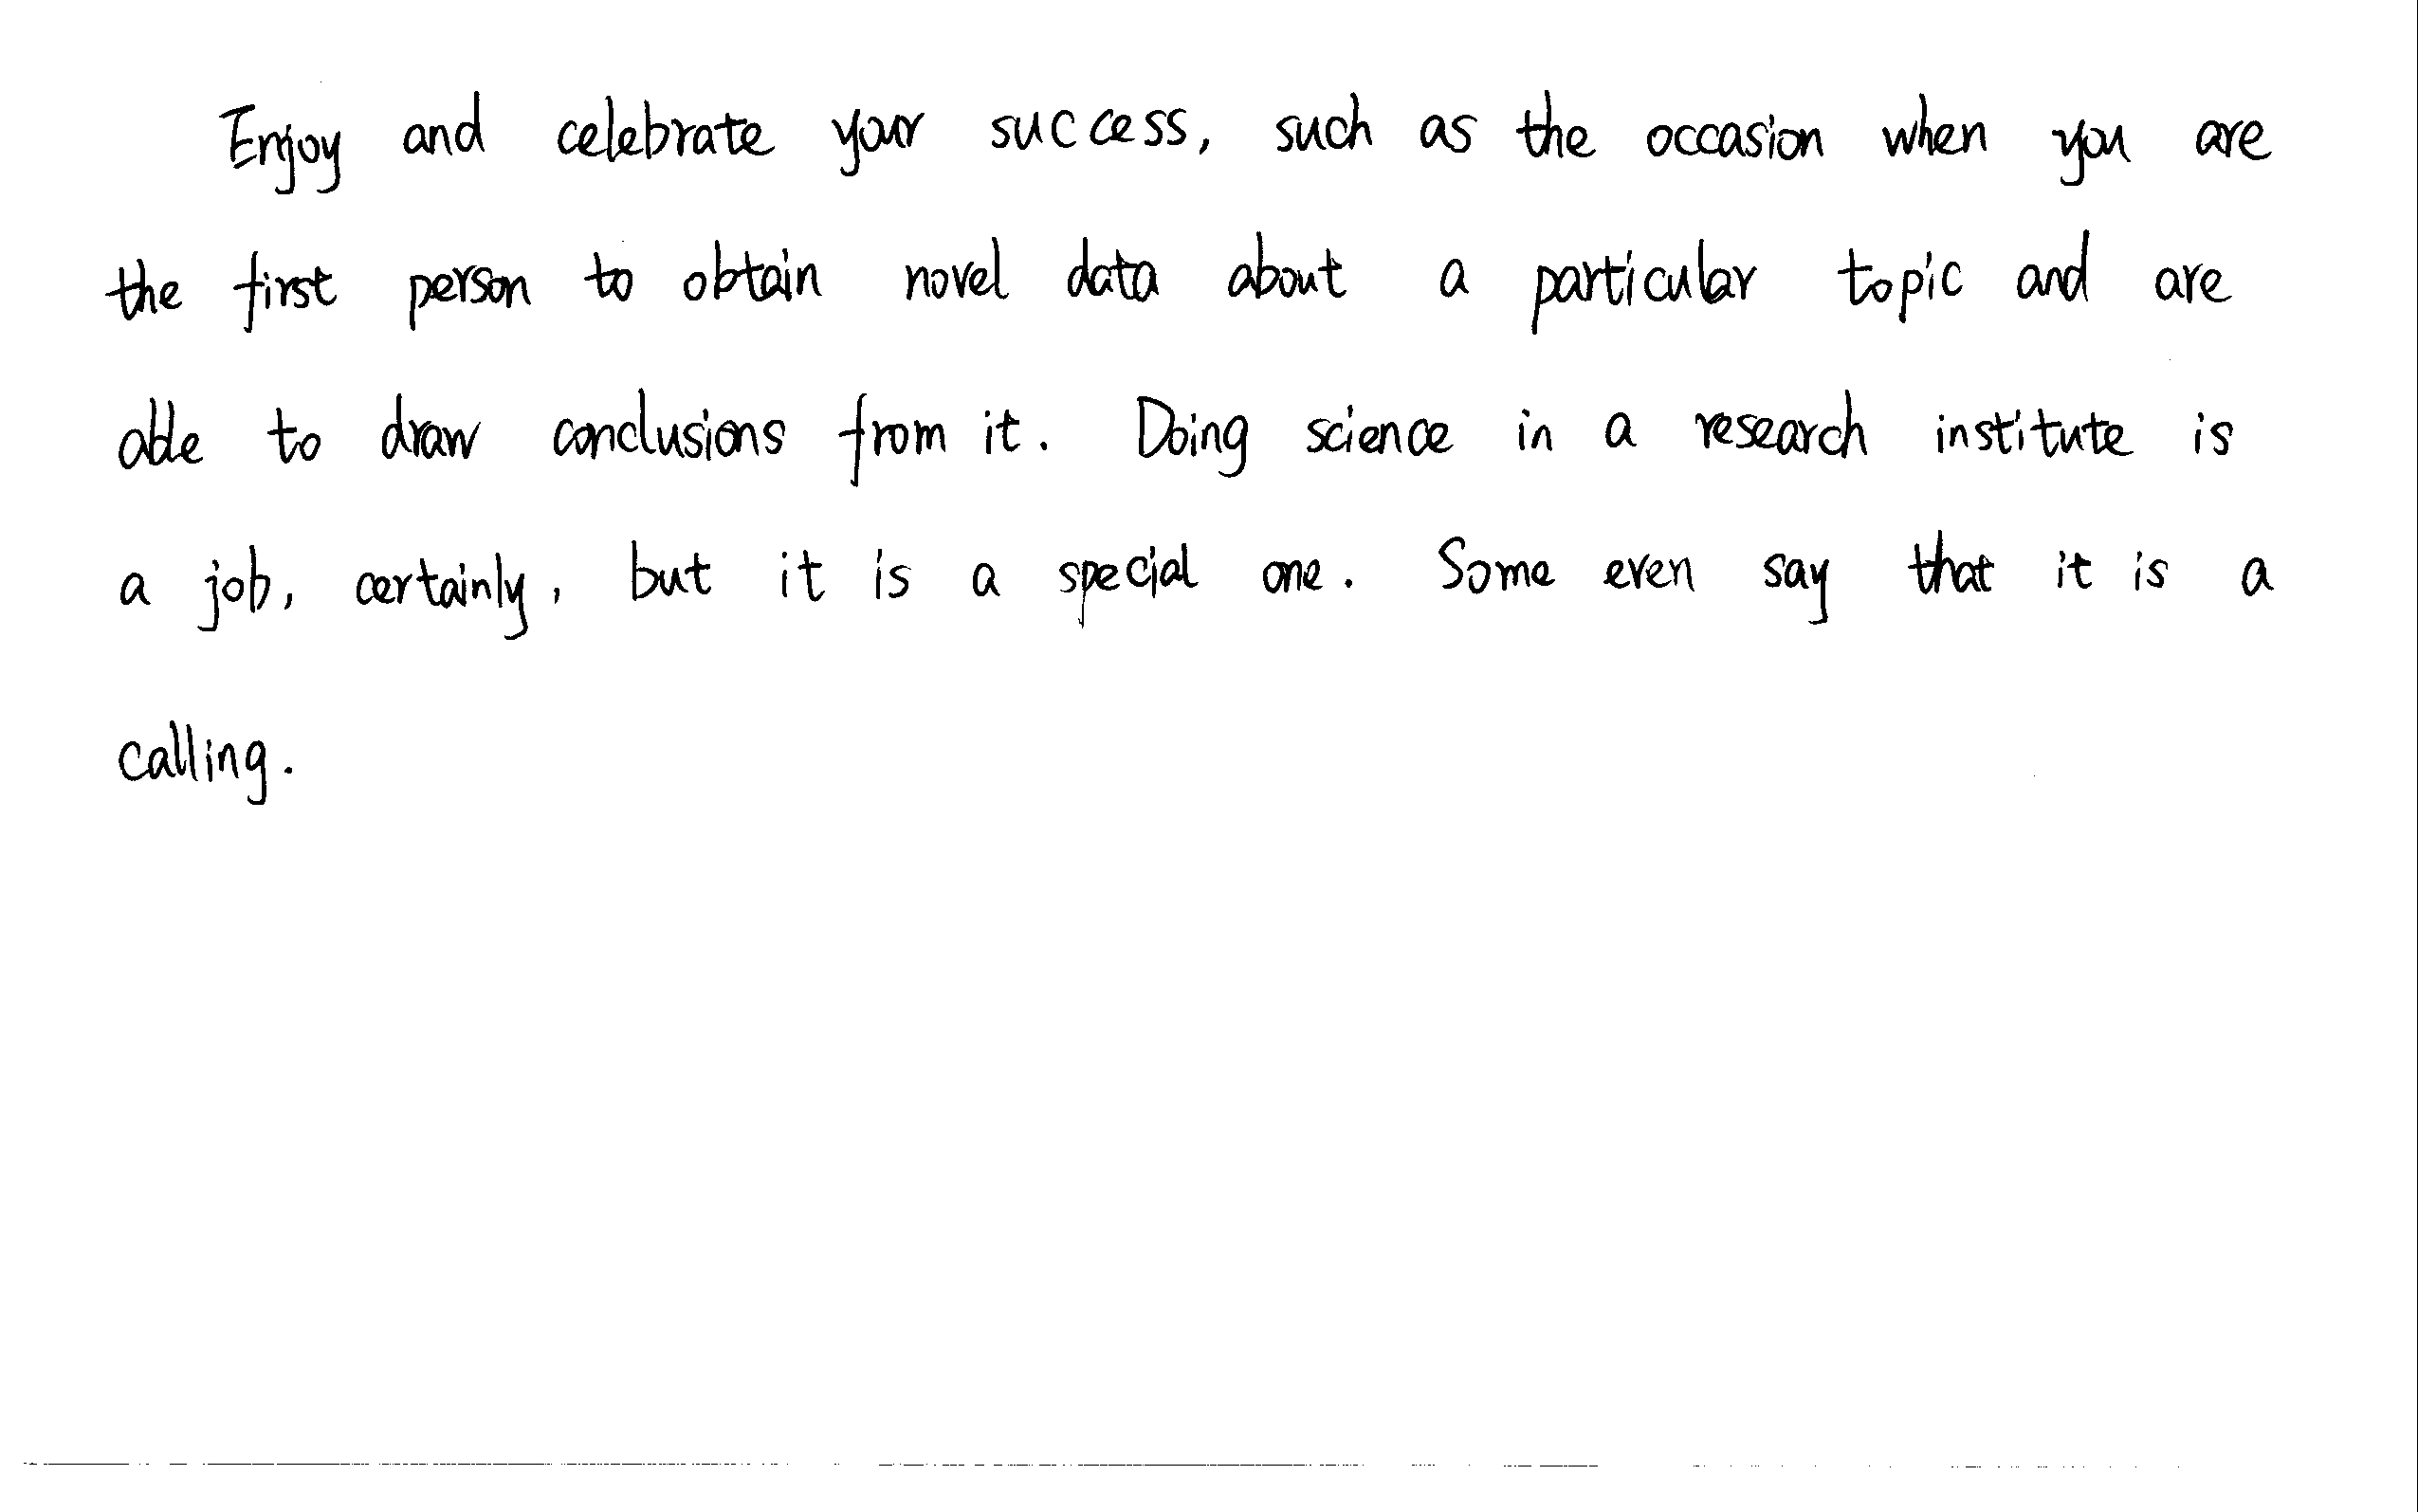 Enjoy and celebrate your success, such as the occasion when you are
the first person to obtain novel data about a particular topic and are
able to draw conclusions from it. Doing science in a research institute is
a job, certainly, but it is a special one. Some even say that it is a
calling.